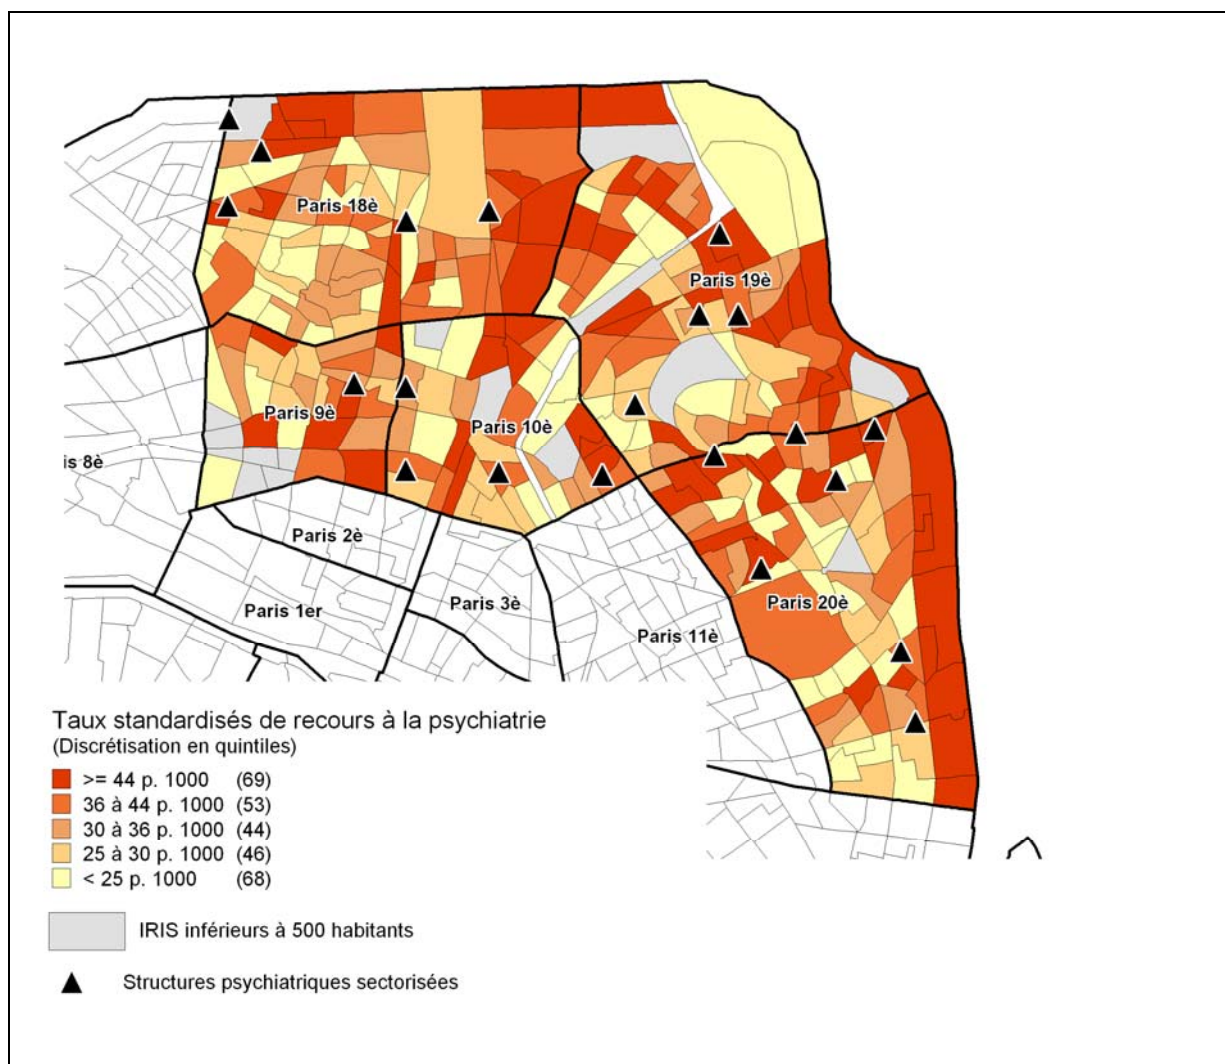 Paris 18è
Paris 19è
Paris 9è
Paris 10è
is 8è
Paris 2è
Paris 1er
Paris 3è
Paris 20è
Paris 11è
Taux standardisés de recours à la psychiatrie
(Discrétisation en quintiles)
>= 44 p. 1000 (69)
36 à 44 p. 1000 (53)
30 à 36 p. 1000 (44)
25 à 30 p. 1000 (46)
< 25 p. 1000 (68)
IRIS inférieurs à 500 habitants
Structures psychiatriques sectorisées